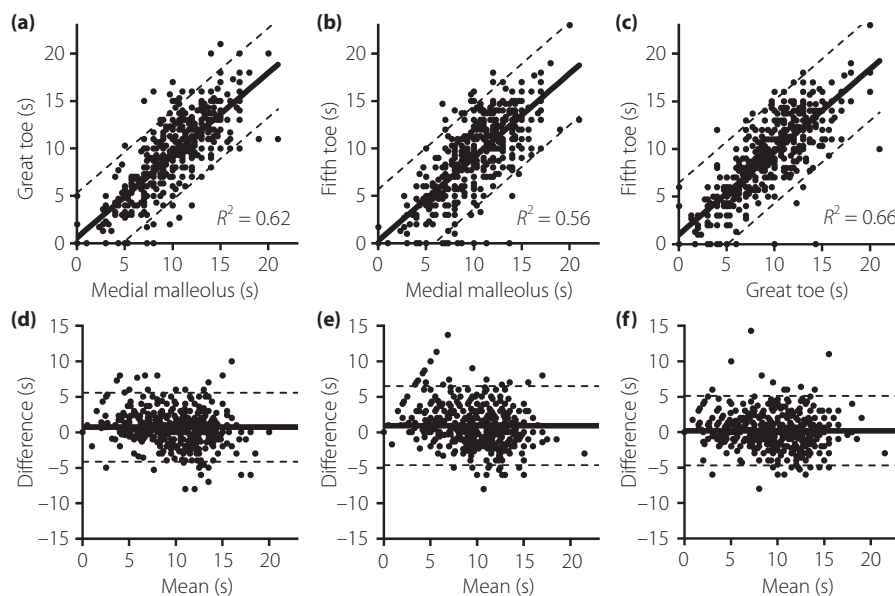 (a)
20
15
10
5
0
Great toe (s)
R² = 0.62
0 5 10 15 20
Medial malleolus (s)
(b)
20
15
10
5
0
Fifth toe (s)
R² = 0.56
0 5 10 15 20
Medial malleolus (s)
(c)
20
15
10
5
0
Fifth toe (s)
R² = 0.66
0 5 10 15 20
Great toe (s)
(d)
15
10
5
0
−5
−10
−15
Difference (s)
0 5 10 15 20
Mean (s)
(e)
15
10
5
0
−5
−10
−15
Difference (s)
0 5 10 15 20
Mean (s)
(f)
15
10
5
0
−5
−10
−15
Difference (s)
0 5 10 15 20
Mean (s)